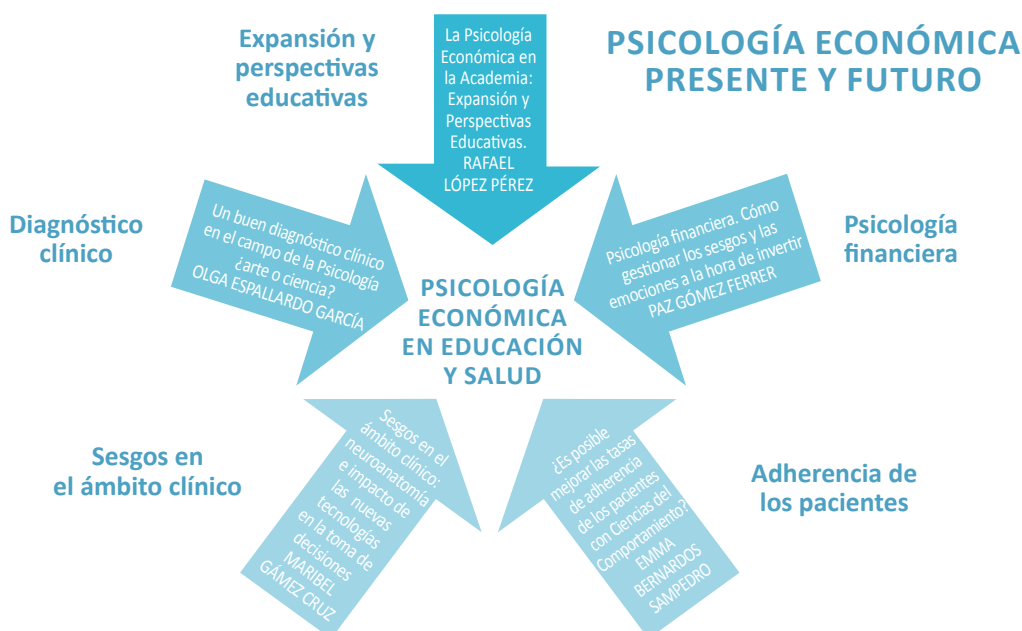 PSICOLOGÍA ECONÓMICA
PRESENTE Y FUTURO
Expansión y
perspectivas
educativas
La Psicología
Económica en
la Academia:
Expansión y
Perspectivas
Educativas.
RAFAEL
LÓPEZ PÉREZ
Diagnóstico
clínico
Un buen diagnóstico clínico
en el campo de la Psicología
¿arte o ciencia?
OLGA ESPALLARDO GARCÍA
Psicología financiera. Cómo
gestionar los sesgos y las
emociones a la hora de invertir
PAZ GÓMEZ FERRER
Psicología
financiera
PSICOLOGÍA
ECONÓMICA
EN EDUCACIÓN
Y SALUD
Sesgos en
el ámbito clínico
Sesgos en el
ámbito clínico:
neuroanatomía
e impacto de
las nuevas
tecnologías
en la toma de
decisiones
MARIBEL
GÁMEZ CRUZ
¿Es posible
mejorar las tasas
de adherencia
de los pacientes
con Ciencias del
Comportamiento?
EMMA
BERNARDOS
SAMPEDRO
Adherencia de
los pacientes